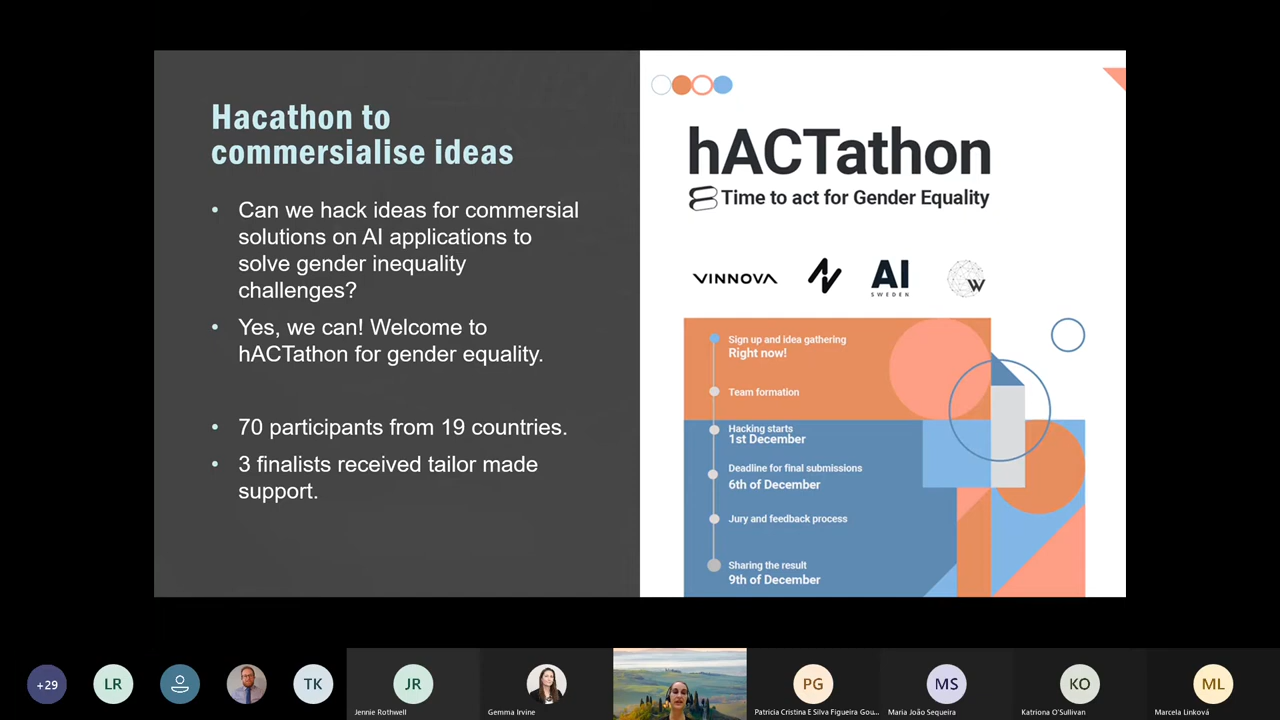 Hacathon to
commersialise ideas
• Can we hack ideas for commersial
solutions on AI applications to
solve gender inequality
challenges?
• Yes, we can! Welcome to
hACTathon for gender equality.
• 70 participants from 19 countries.
• 3 finalists received tailor made
support.
hACTathon
Time to act for Gender Equality
VINNOVA
AI
SWEDEN
W
Sign up and idea gathering
Right now!
Team formation
Hacking starts
1st December
Deadline for final submissions
6th of December
Jury and feedback process
Sharing the result
9th of December
+29
LR
TK
JR
Jennie Rothwell
Gemma Irvine
PG
Patricia Cristina E Silva Figueira Gou...
MS
Maria João Sequeira
KO
Katriona O'Sullivan
ML
Marcela Linková